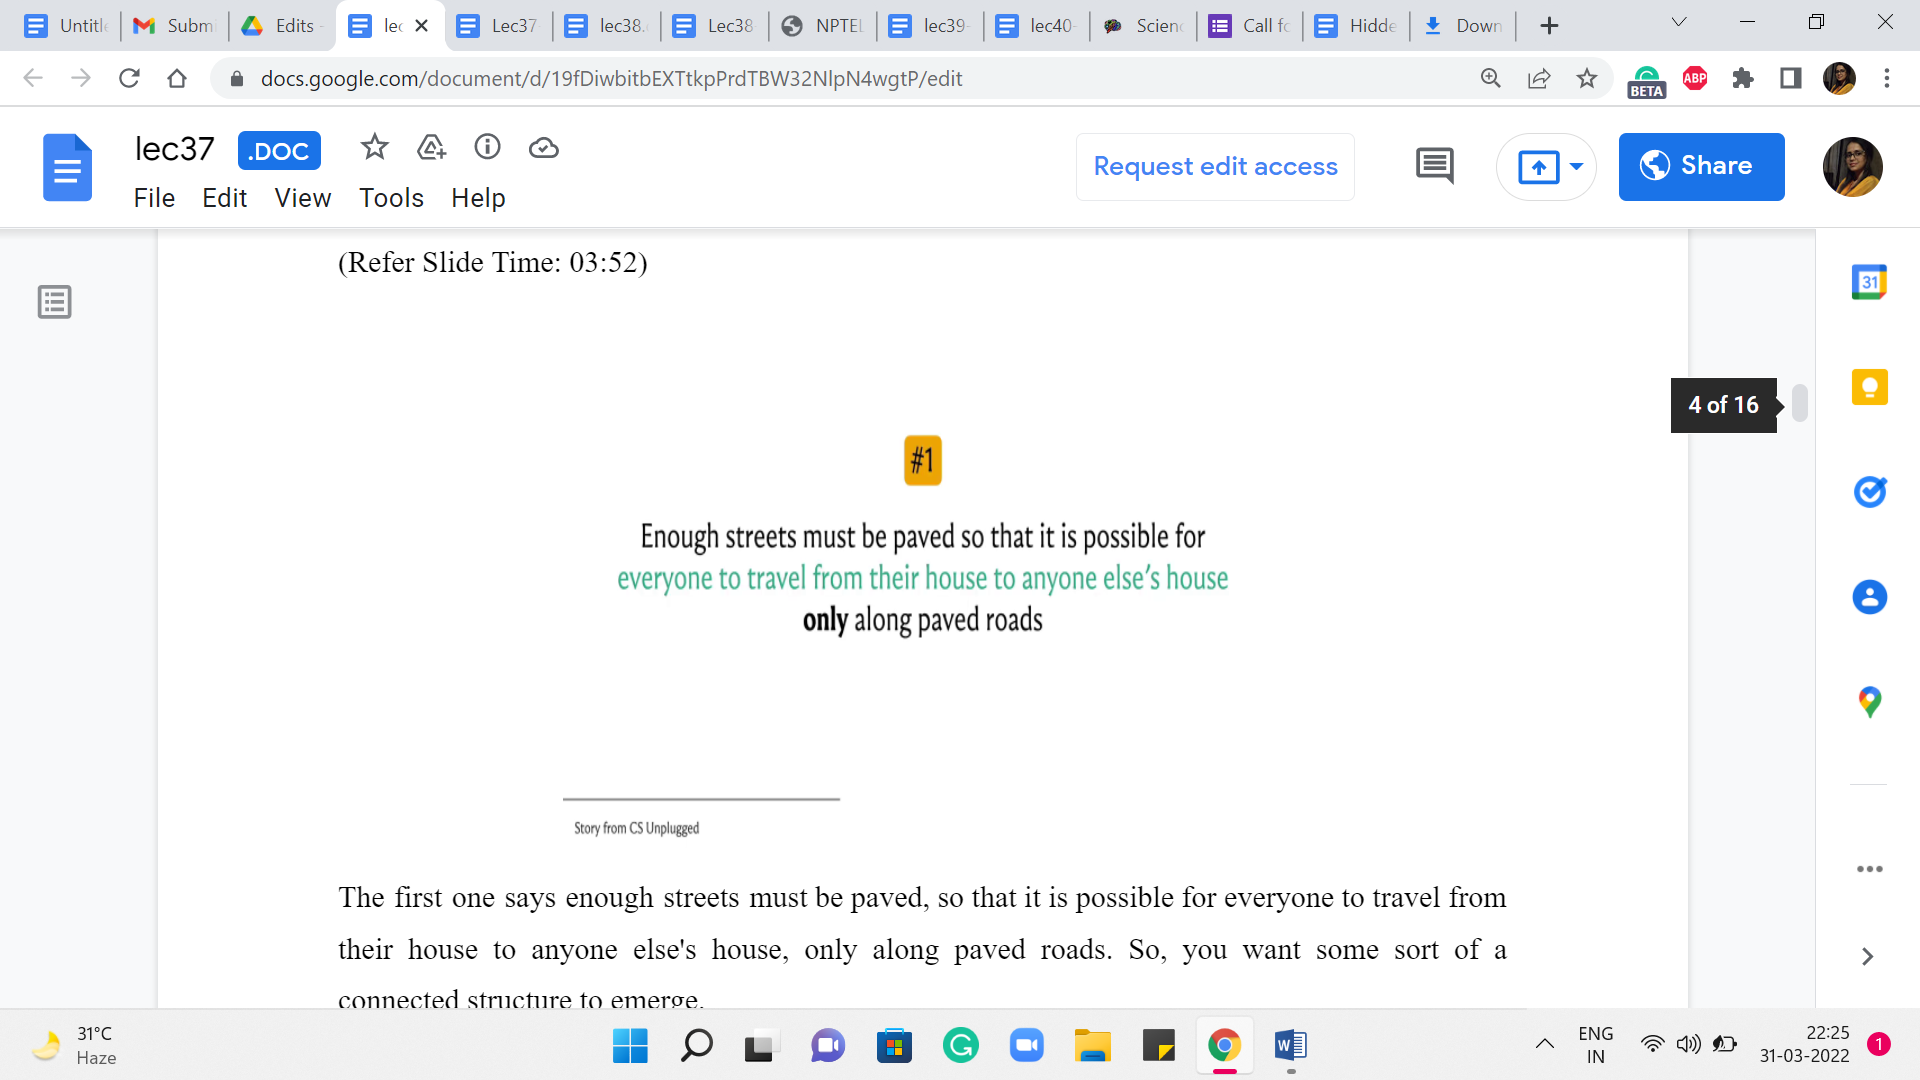 Untitl
Subm
Edits -
lec
Lec37-
lec38.
Lec38
NPTEL
lec39-
lec40-
Scienc
Call fo
Hidde
Down
docs.google.com/document/d/19fDiwbitbEXTtkpPrdTBW32NlpN4wgtP/edit
BETA
ABP
lec37
.DOC
File Edit View Tools Help
Request edit access
Share
(Refer Slide Time: 03:52)
31
4 of 16
#1
Enough streets must be paved so that it is possible for
everyone to travel from their house to anyone else’s house
only along paved roads
Story from CS Unplugged
The first one says enough streets must be paved, so that it is possible for everyone to travel from
their house to anyone else's house, only along paved roads. So, you want some sort of a
connected structure to emerge.
31°C
Haze
ENG
IN
22:25
31-03-2022
1